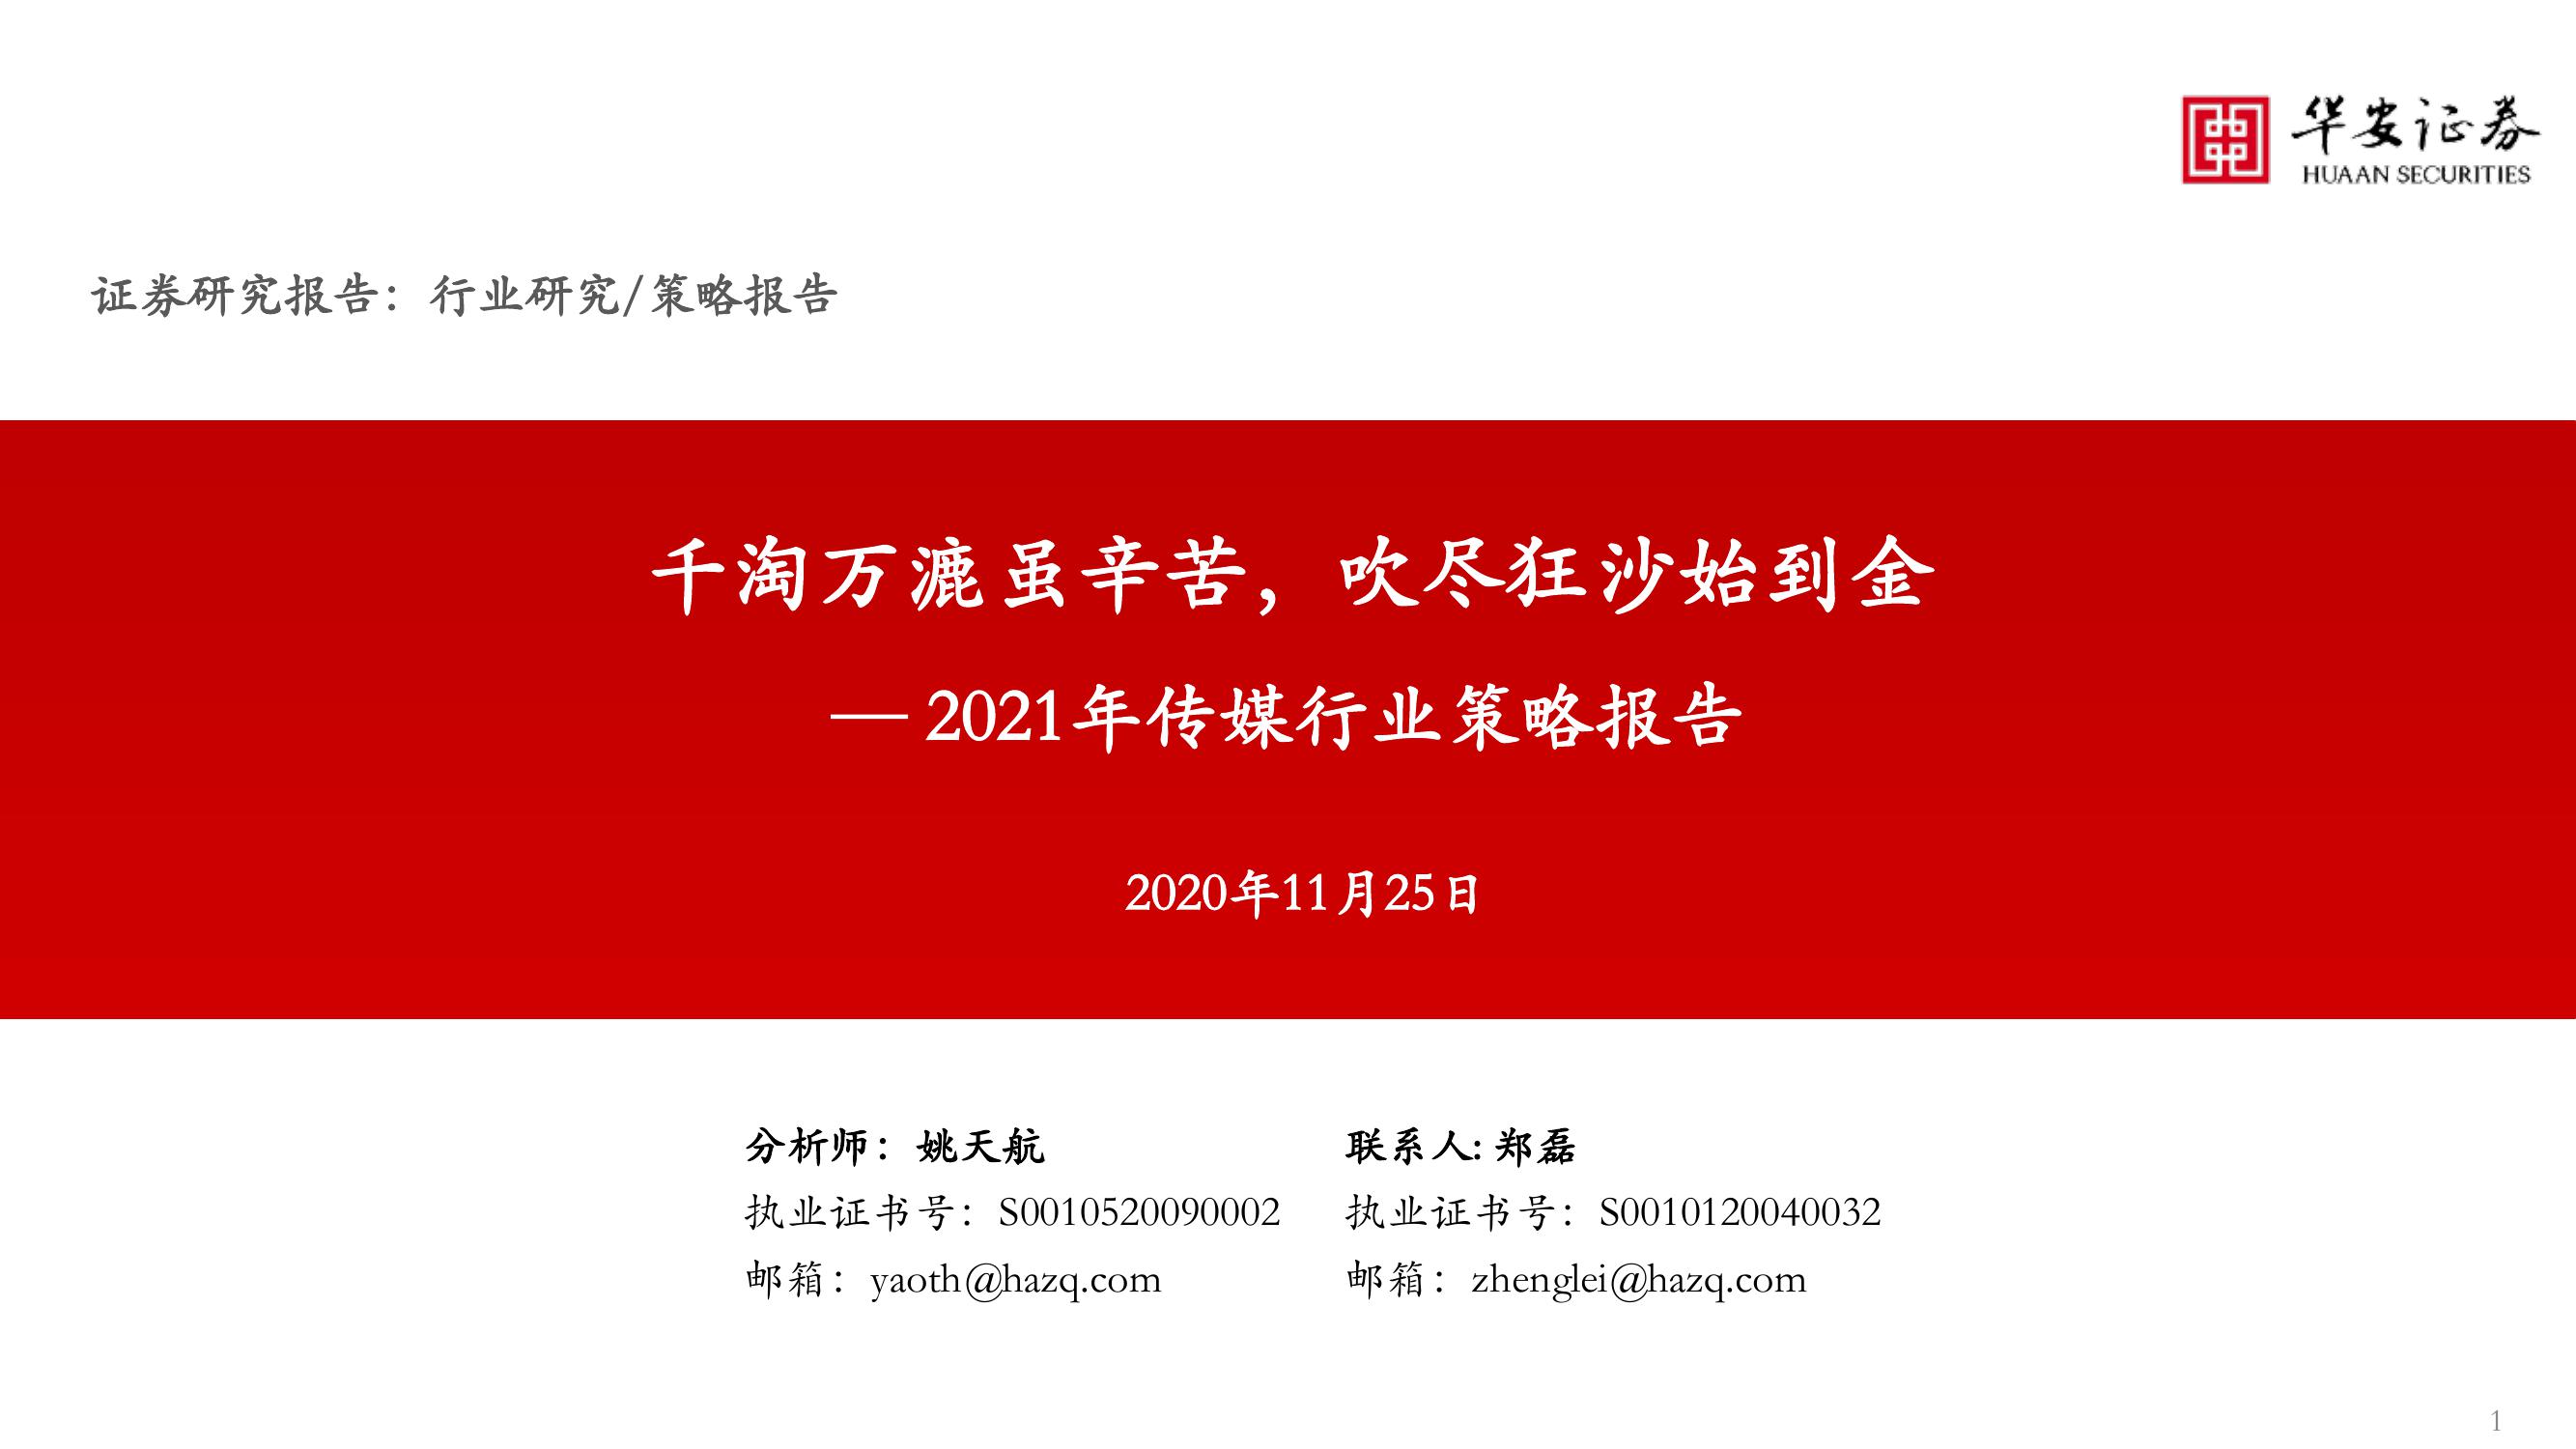 华安证券
HUAAN SECURITIES
证券研究报告：行业研究/策略报告
千淘万漉虽辛苦，吹尽狂沙始到金
— 2021年传媒行业策略报告
2020年11月25日
分析师：姚天航
执业证书号：S0010520090002
邮箱：yaoth@hazq.com
联系人: 郑磊
执业证书号：S0010120040032
邮箱：zhenglei@hazq.com
1